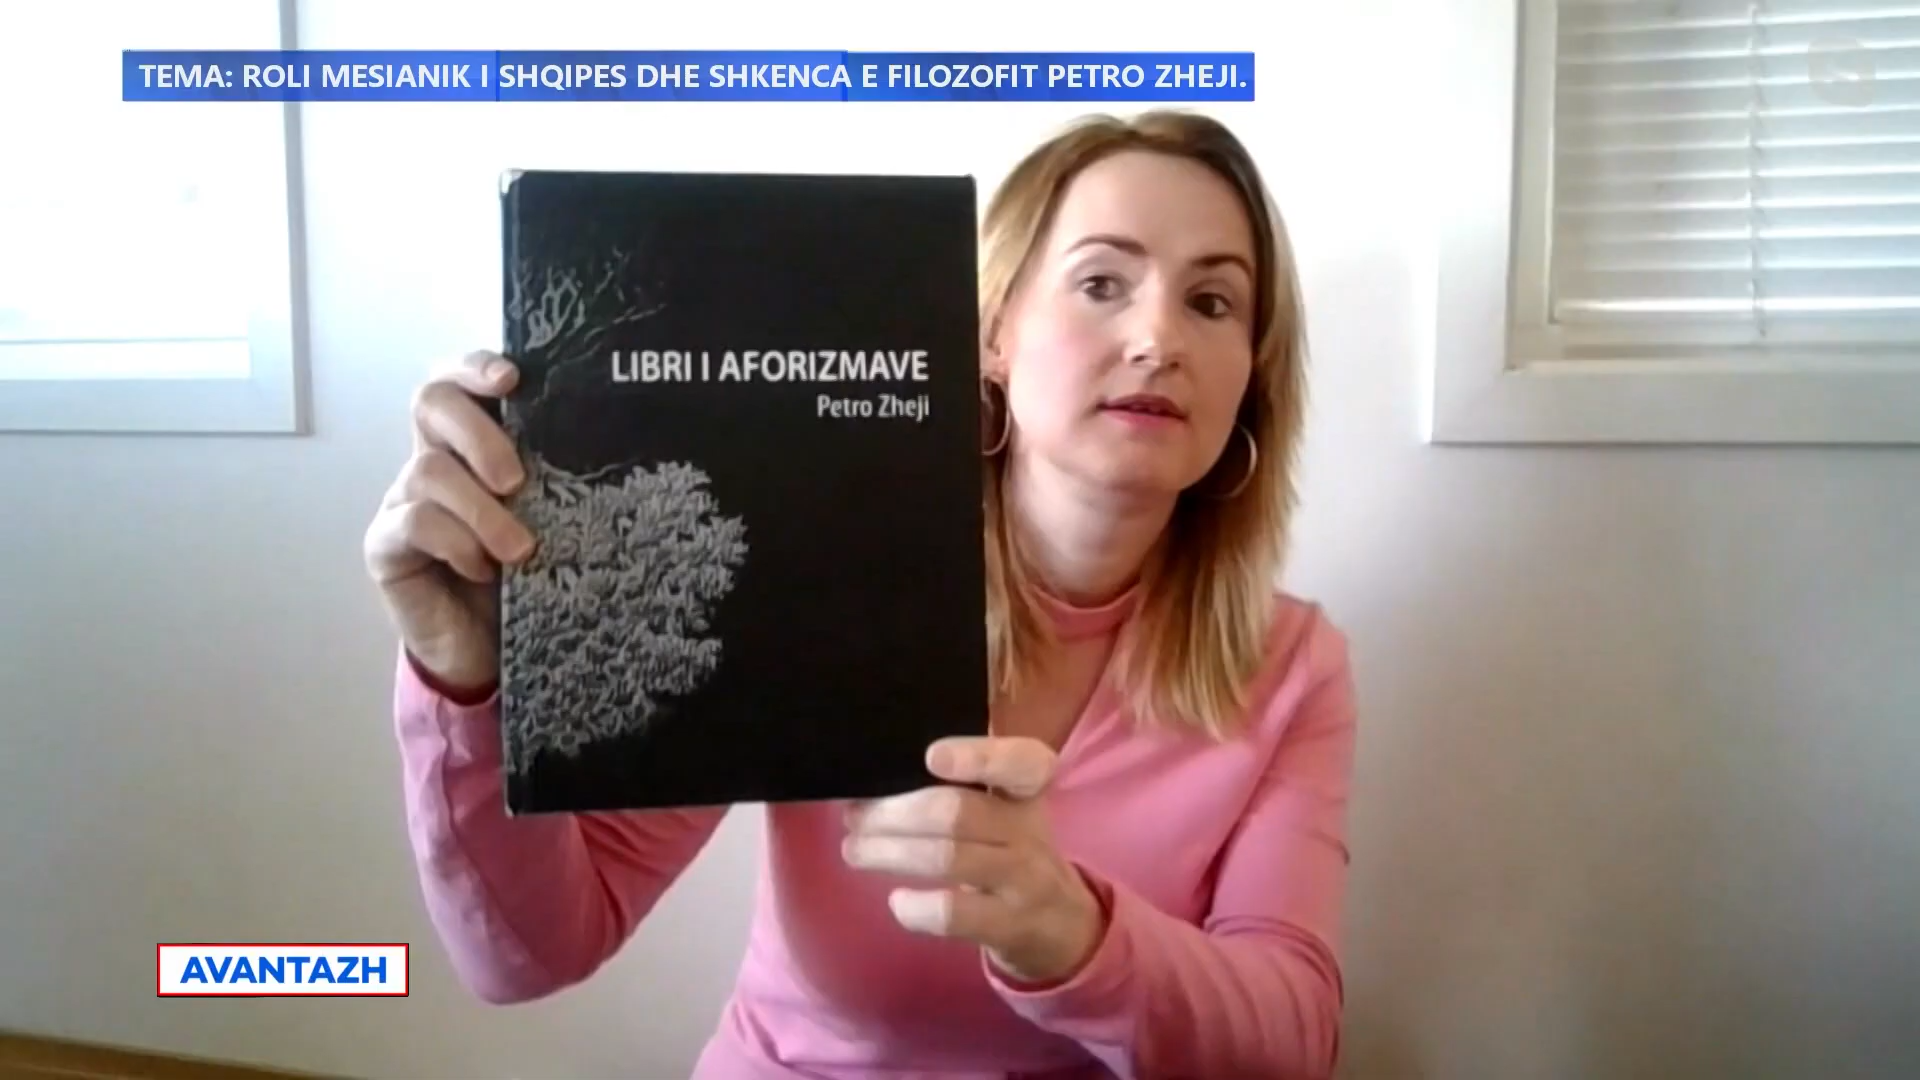 TEMA: ROLI MESIANIK I SHQIPES DHE SHKENCA E FILOZOFIT PETRO ZHEJI.
LIBRI I AFORIZMAVE
Petro Zheji
AVANTAZH